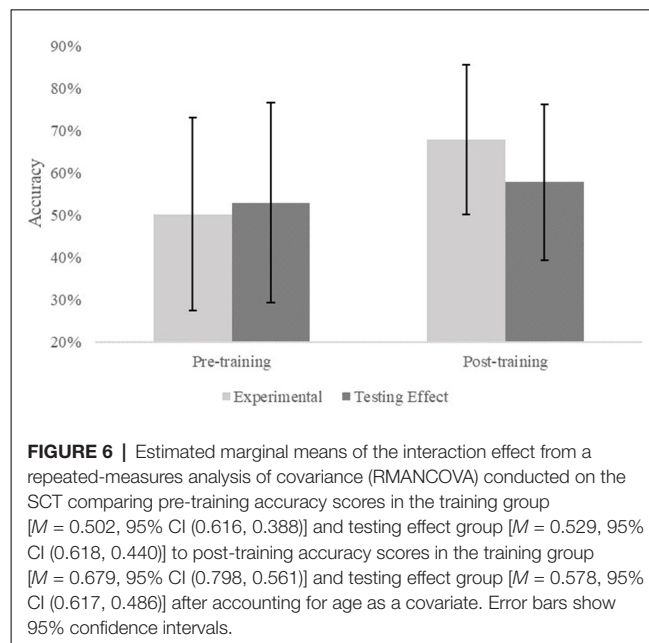 90%
80%
70%
60%
50%
40%
30%
20%
Accuracy
Pre-training
Post-training
Experimental
Testing Effect
FIGURE 6 | Estimated marginal means of the interaction effect from a
repeated-measures analysis of covariance (RMANCOVA) conducted on the
SCT comparing pre-training accuracy scores in the training group
[M = 0.502, 95% CI (0.616, 0.388)] and testing effect group [M = 0.529, 95%
CI (0.618, 0.440)] to post-training accuracy scores in the training group
[M = 0.679, 95% CI (0.798, 0.561)] and testing effect group [M = 0.578, 95%
CI (0.617, 0.486)] after accounting for age as a covariate. Error bars show
95% confidence intervals.